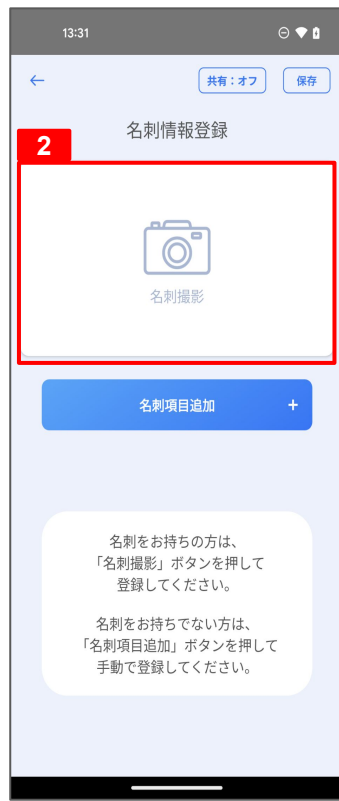 13:31
共有：オフ
保存
名刺情報登録
2
名刺撮影
名刺項目追加 +
名刺をお持ちの方は、
「名刺撮影」ボタンを押して
登録してください。
名刺をお持ちでない方は、
「名刺項目追加」ボタンを押して
手動で登録してください。